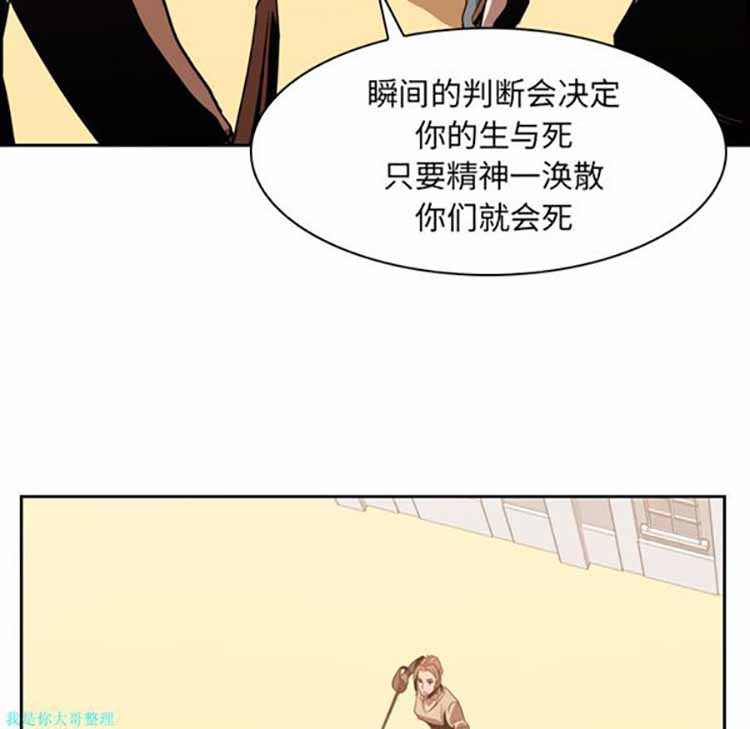 瞬间的判断会决定
你的生与死
只要精神一涣散
你们就会死
我是你大哥整理